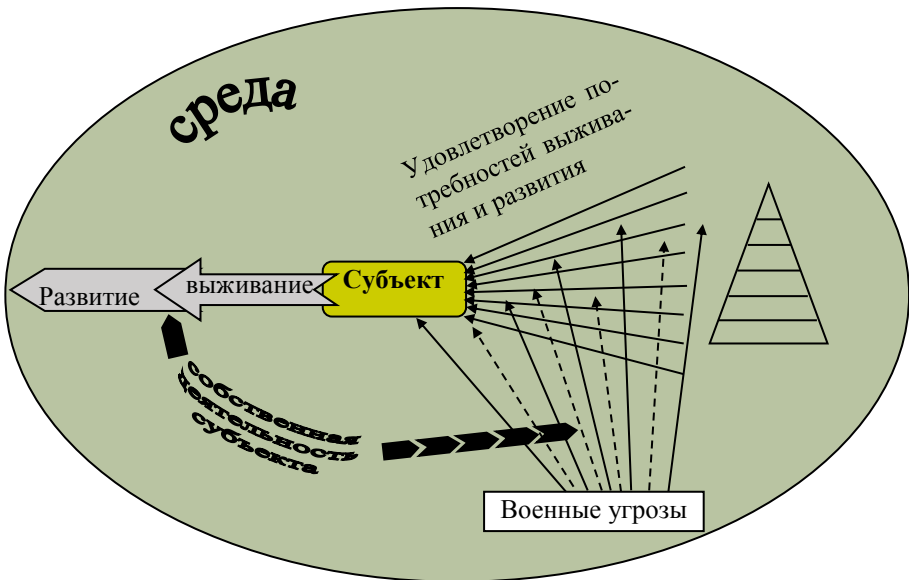 среда
Удовлетворение по-
требностей выжива-
ния и развития
Субъект
выживание
Развитие
собственная
деятельность
субъекта
Военные угрозы